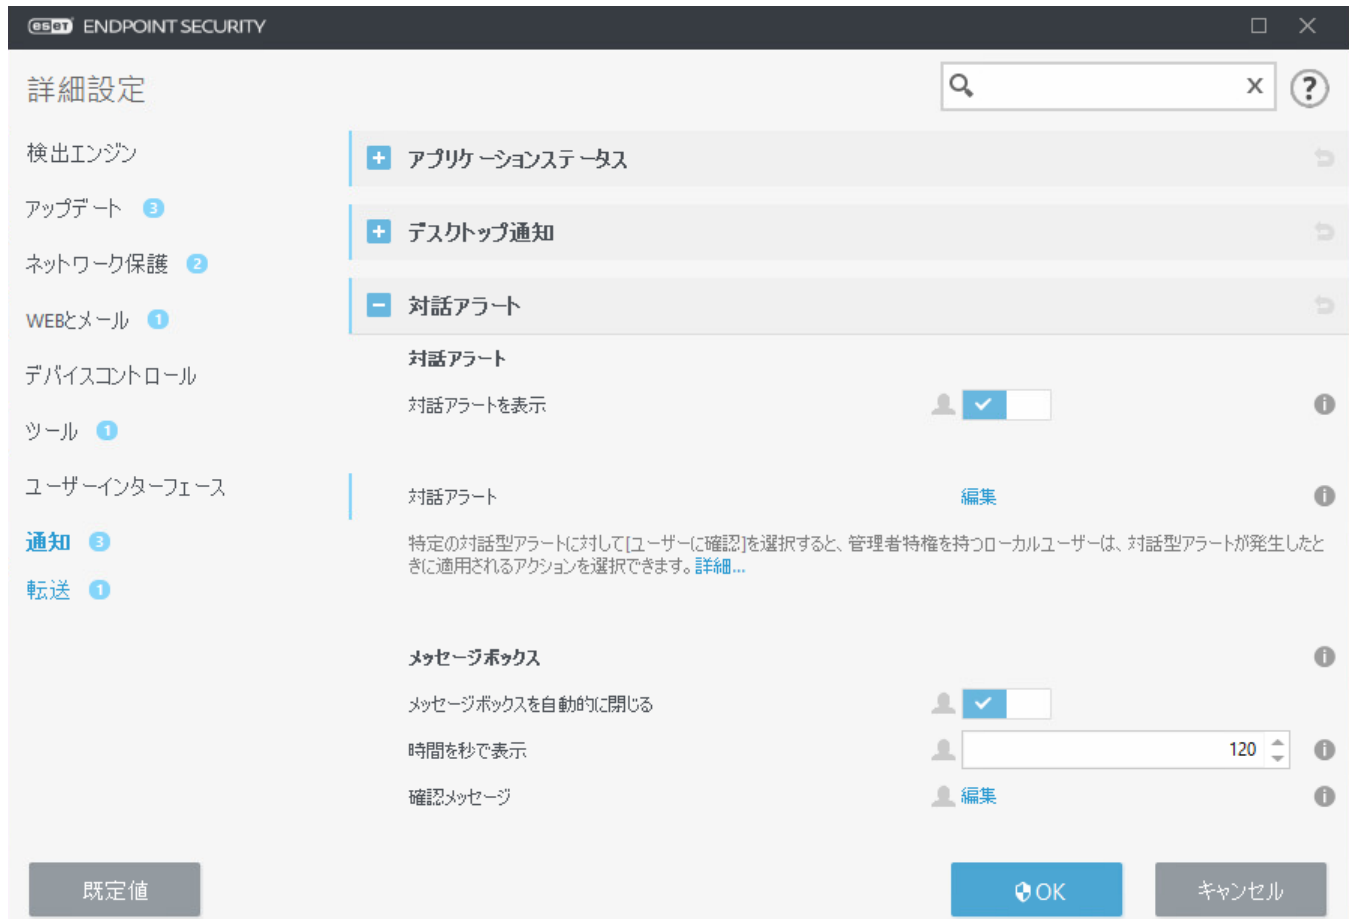 eset ENDPOINT SECURITY
詳細設定
x
?
検出エンジン
アップデート 3
ネットワーク保護 2
WEBとメール 1
デバイスコントロール
ツール 1
ユーザーインターフェース
通知 3
転送 1
アプリケーションステータス
デスクトップ通知
対話アラート
対話アラート
対話アラートを表示
対話アラート 編集
特定の対話型アラートに対して[ユーザーに確認]を選択すると、管理者特権を持つローカルユーザーは、対話型アラートが発生したと
きに適用されるアクションを選択できます。詳細...
メッセージボックス
メッセージボックスを自動的に閉じる
時間を秒で表示 120
確認メッセージ 編集
既定値 OK キャンセル